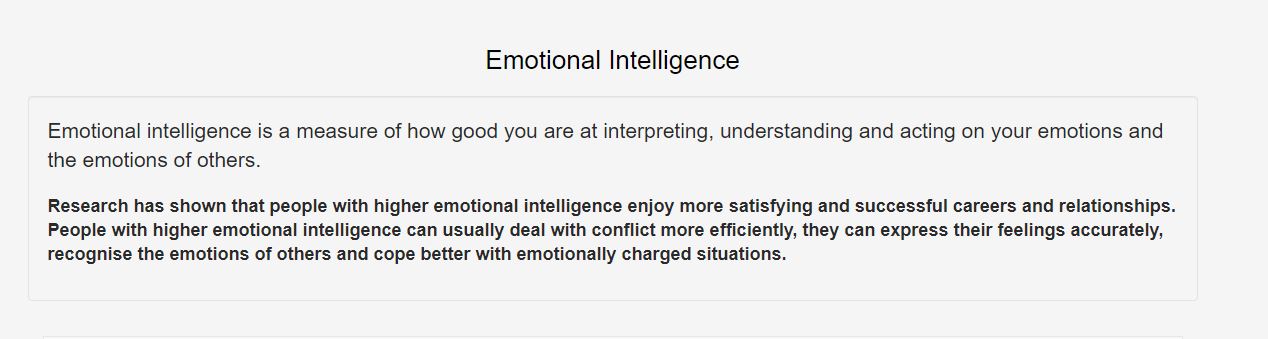 Emotional Intelligence
Emotional intelligence is a measure of how good you are at interpreting, understanding and acting on your emotions and
the emotions of others.
Research has shown that people with higher emotional intelligence enjoy more satisfying and successful careers and relationships.
People with higher emotional intelligence can usually deal with conflict more efficiently, they can express their feelings accurately,
recognise the emotions of others and cope better with emotionally charged situations.